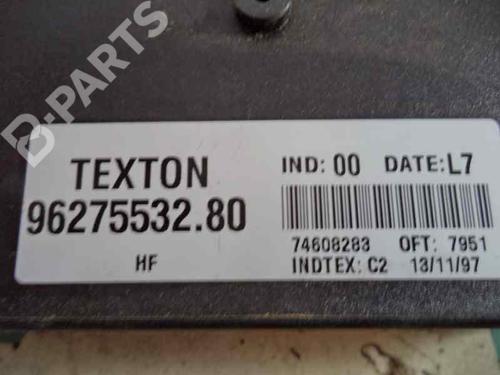 B-PARTS
TEXTON IND: 00 DATE: L7
96275532.80
74608283 OFT: 7951
HF INDTEX: C2 13/11/97